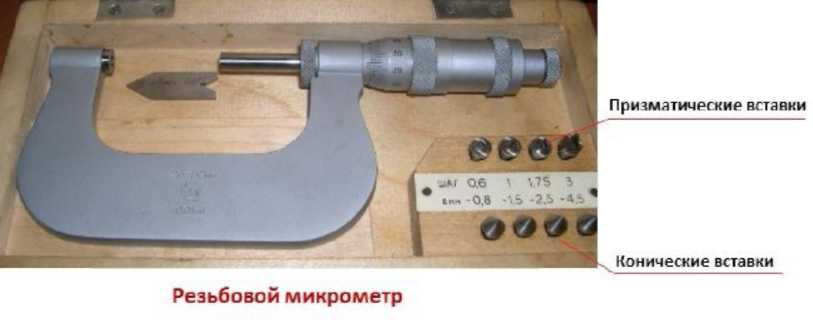 Призматические вставки
ШАГ 0,6 1 1,75 3
в мм -0,8 -1,5 -2,5 -4,5
Конические вставки
Резьбовой микрометр